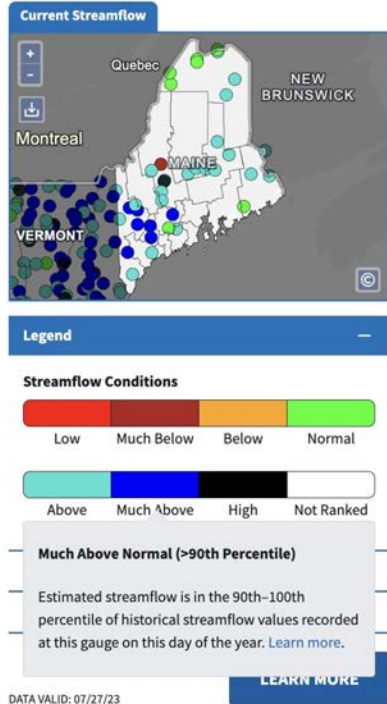 Current Streamflow
+
Quebec
−
NEW
BRUNSWICK
Montreal
MAINE
VERMONT
©
Legend −
Streamflow Conditions
Low Much Below Below Normal
Above Much Above High Not Ranked
Much Above Normal (>90th Percentile)
Estimated streamflow is in the 90th–100th
percentile of historical streamflow values recorded
at this gauge on this day of the year. Learn more.
LEARN MORE
DATA VALID: 07/27/23